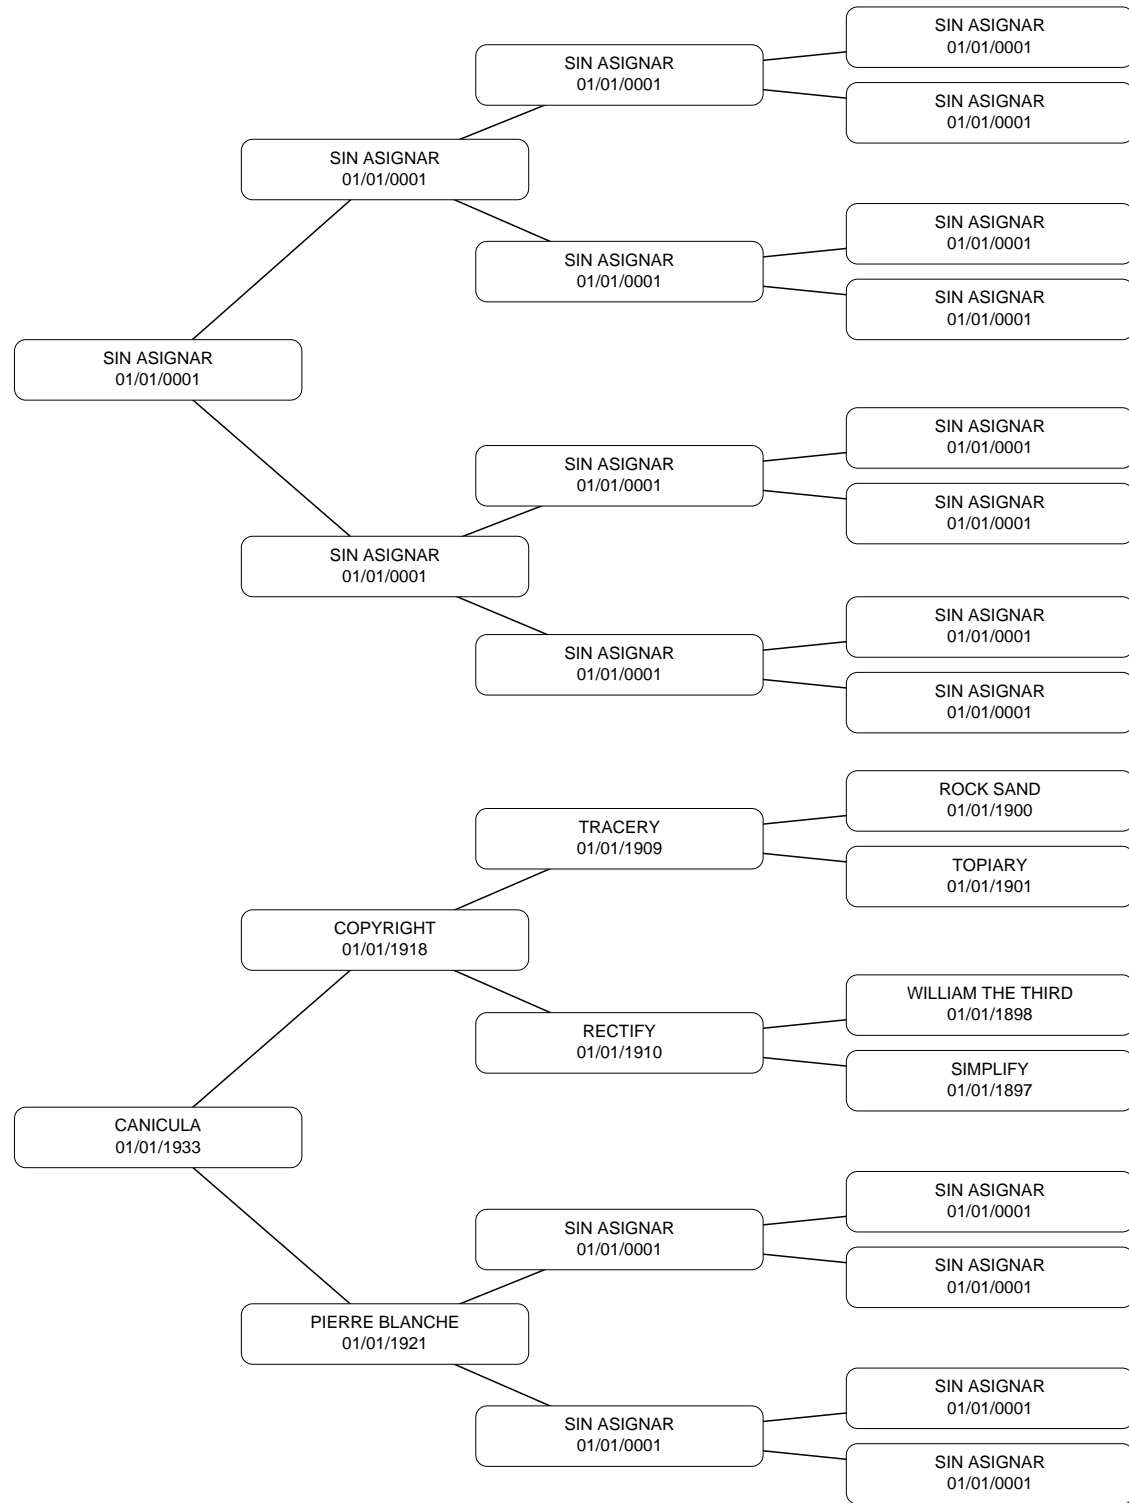 SIN ASIGNAR
01/01/0001
SIN ASIGNAR
01/01/0001
SIN ASIGNAR
01/01/0001
SIN ASIGNAR
01/01/0001
SIN ASIGNAR
01/01/0001
SIN ASIGNAR
01/01/0001
SIN ASIGNAR
01/01/0001
SIN ASIGNAR
01/01/0001
SIN ASIGNAR
01/01/0001
SIN ASIGNAR
01/01/0001
SIN ASIGNAR
01/01/0001
SIN ASIGNAR
01/01/0001
SIN ASIGNAR
01/01/0001
SIN ASIGNAR
01/01/0001
SIN ASIGNAR
01/01/0001
ROCK SAND
01/01/1900
TRACERY
01/01/1909
TOPIARY
01/01/1901
COPYRIGHT
01/01/1918
WILLIAM THE THIRD
01/01/1898
RECTIFY
01/01/1910
SIMPLIFY
01/01/1897
CANICULA
01/01/1933
SIN ASIGNAR
01/01/0001
SIN ASIGNAR
01/01/0001
SIN ASIGNAR
01/01/0001
PIERRE BLANCHE
01/01/1921
SIN ASIGNAR
01/01/0001
SIN ASIGNAR
01/01/0001
SIN ASIGNAR
01/01/0001